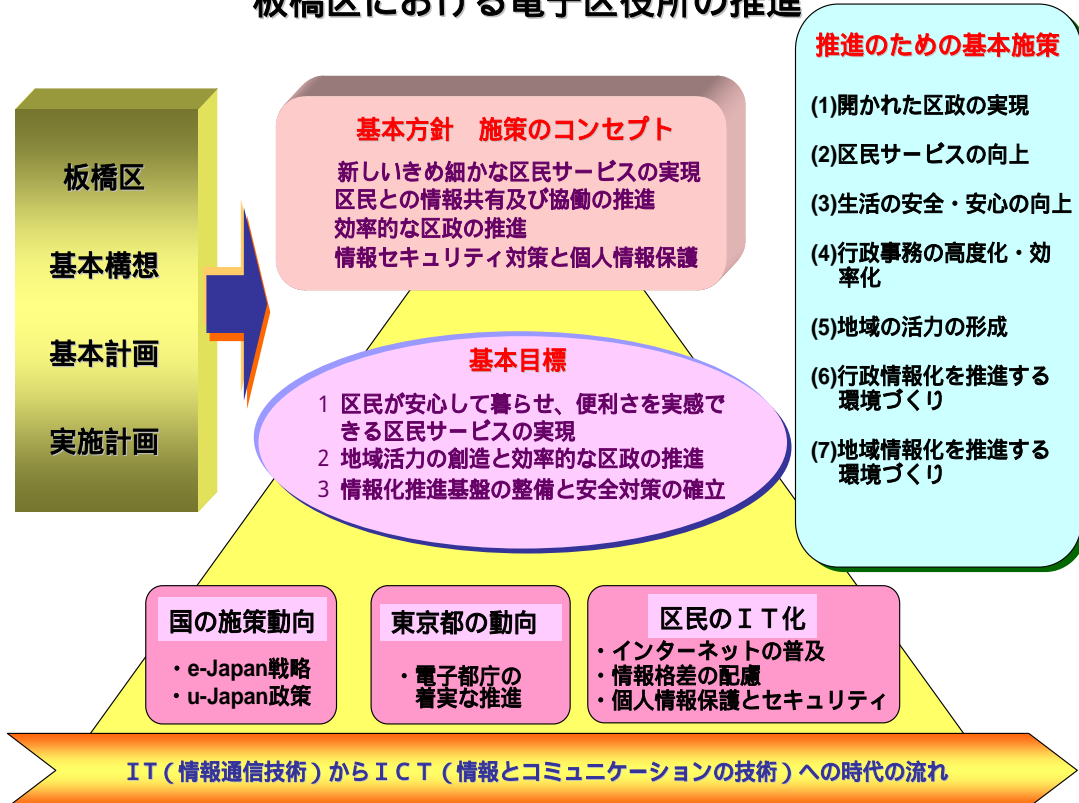 板橋区における電子区役所の推進
板橋区
基本構想
基本計画
実施計画
基本方針　施策のコンセプト
新しいきめ細かな区民サービスの実現
区民との情報共有及び協働の推進
効率的な区政の推進
情報セキュリティ対策と個人情報保護
基本目標
1 区民が安心して暮らせ、便利さを実感で
きる区民サービスの実現
2 地域活力の創造と効率的な区政の推進
3 情報化推進基盤の整備と安全対策の確立
推進のための基本施策
(1)開かれた区政の実現
(2)区民サービスの向上
(3)生活の安全・安心の向上
(4)行政事務の高度化・効
率化
(5)地域の活力の形成
(6)行政情報化を推進する
環境づくり
(7)地域情報化を推進する
環境づくり
国の施策動向
・e-Japan戦略
・u-Japan政策
東京都の動向
・電子都庁の
着実な推進
区民のＩＴ化
・インターネットの普及
・情報格差の配慮
・個人情報保護とセキュリティ
ＩＴ（情報通信技術）からＩＣＴ（情報とコミュニケーションの技術）への時代の流れ